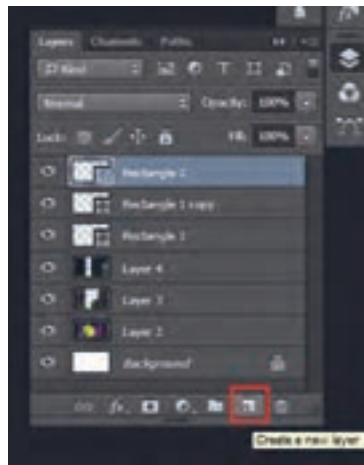 Layers Channels Paths
Kind
Normal Opacity: 100%
Lock: Fill: 100%
Rectangle 2
Rectangle 1 copy
Rectangle 1
Layer 4
Layer 3
Layer 2
Background
fx
Create a new layer